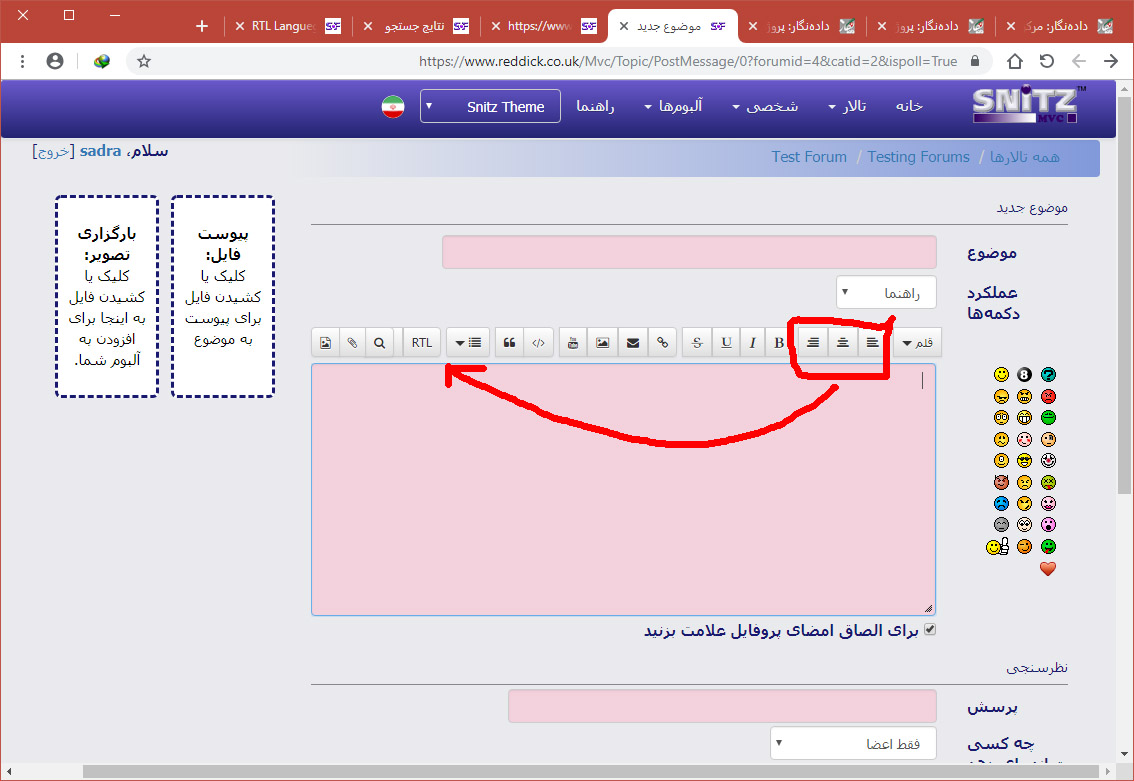 RTL Langua
نتایج جستجو
https://www
موضوع جدید
داده‌نگار: پروژ
داده‌نگار: پروژ
داده‌نگار: مرک
https://www.reddick.co.uk/Mvc/Topic/PostMessage/0?forumid=4&catid=2&ispoll=True
SNITZ™ MVC
خانه
تالار
شخصی
آلبوم‌ها
راهنما
Snitz Theme
همه تالارها / Testing Forums / Test Forum
سلام، sadra [خروج]
موضوع جدید
موضوع
عملکرد
دکمه‌ها
راهنما
قلم
B I U S
RTL
برای الصاق امضای پروفایل علامت بزنید
نظرسنجی
پرسش
چه کسی
فقط اعضا
پیوست
فایل:
کلیک یا
کشیدن فایل
برای پیوست
به موضوع
بارگزاری
تصویر:
کلیک یا
کشیدن فایل
به اینجا برای
افزودن به
آلبوم شما.